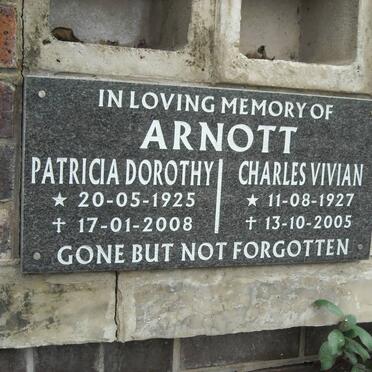 IN LOVING MEMORY OF
ARNOTT
PATRICIA DOROTHY
★ 20-05-1925
✝ 17-01-2008
CHARLES VIVIAN
★ 11-08-1927
✝ 13-10-2005
GONE BUT NOT FORGOTTEN